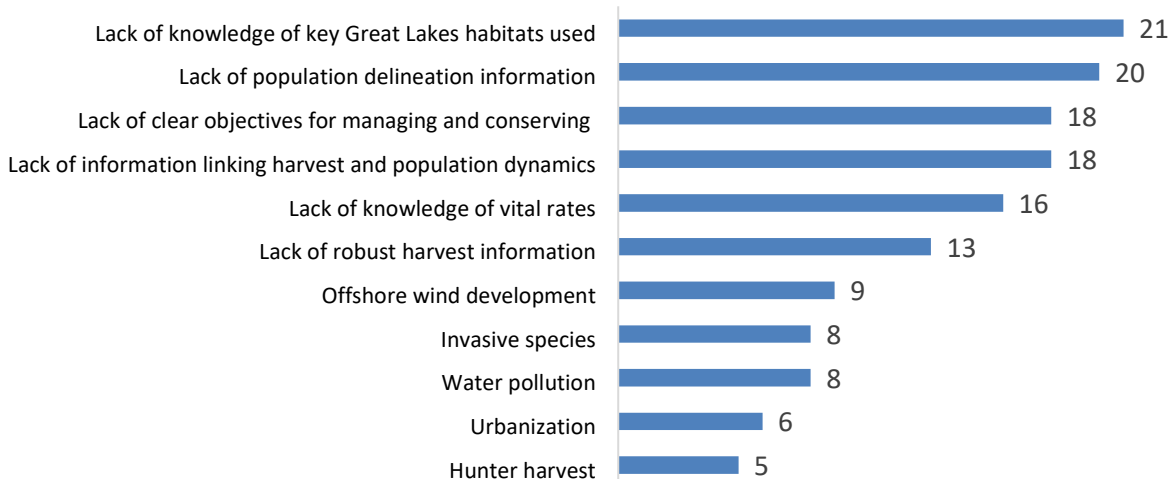 Lack of knowledge of key Great Lakes habitats used 21
Lack of population delineation information 20
Lack of clear objectives for managing and conserving 18
Lack of information linking harvest and population dynamics 18
Lack of knowledge of vital rates 16
Lack of robust harvest information 13
Offshore wind development 9
Invasive species 8
Water pollution 8
Urbanization 6
Hunter harvest 5